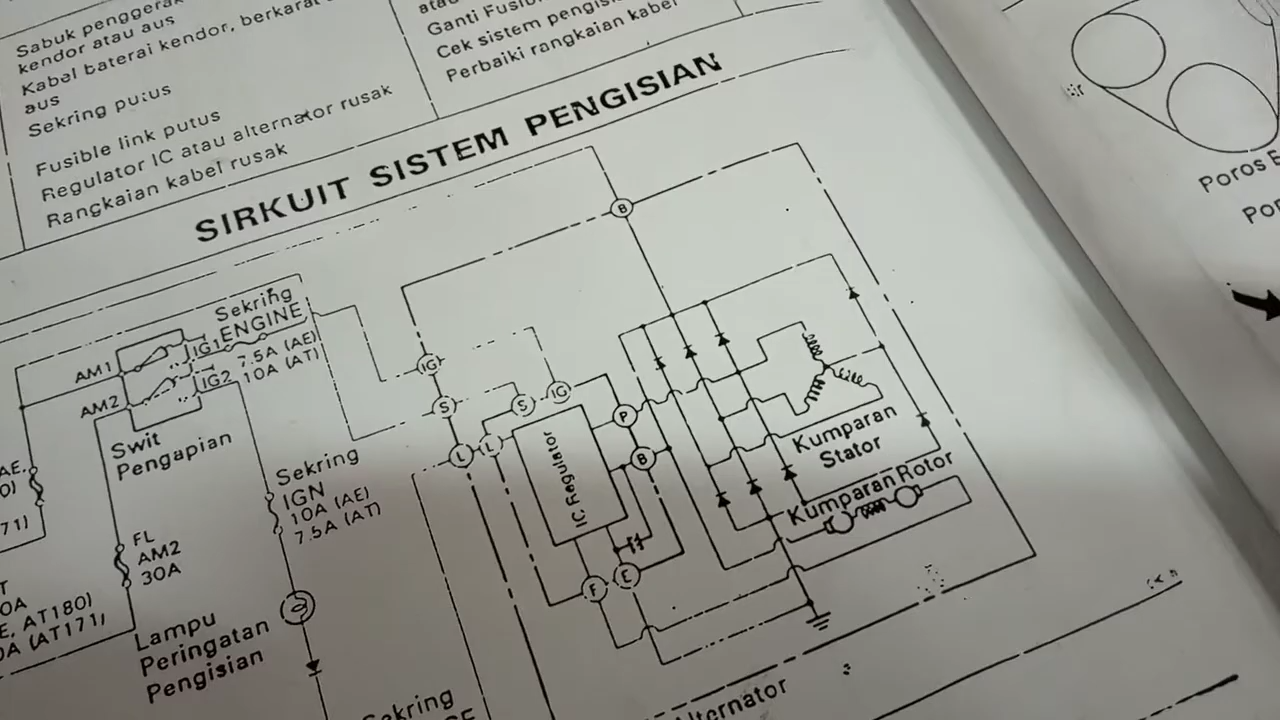 Sabuk penggerak
kendor atau aus
Kabel baterai kendor, berkarat
aus
Sekring putus
Fusible link putus
Regulator IC atau alternator rusak
Rangkaian kabel rusak
Cek sistem pengisi
Perbaiki rangkaian kabel
SIRKUIT SISTEM PENGISIAN
Sekring
ENGINE
7.5A (AE)
10A (AT)
AM1
IG1
AM2
IG2
Swit
Pengapian
Sekring
IGN
10A (AE)
7.5A (AT)
FL
AM2
30A
E, AT180)
(AT171)
Lampu
Peringatan
Pengisian
Sekring
B
IG
S
L
L
S
IG
P
B
F
E
IC Regulator
Kumparan
Stator
Kumparan Rotor
Alternator
Poros E